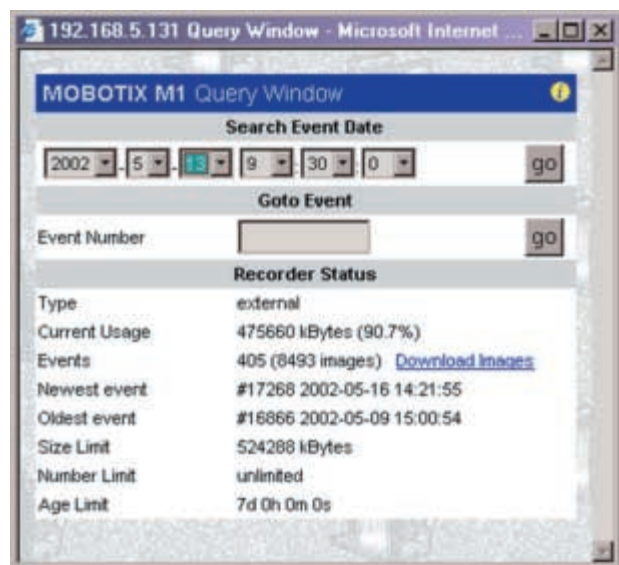 192.168.5.131 Query Window - Microsoft Internet ...
MOBOTIX M1 Query Window i
Search Event Date
2002 - 5 - 13 9 : 30 : 0 go
Goto Event
Event Number go
Recorder Status
Type external
Current Usage 475660 kBytes (90.7%)
Events 405 (8493 images) Download Images
Newest event #17268 2002-05-16 14:21:55
Oldest event #16866 2002-05-09 15:00:54
Size Limit 524288 kBytes
Number Limit unlimited
Age Limit 7d 0h 0m 0s